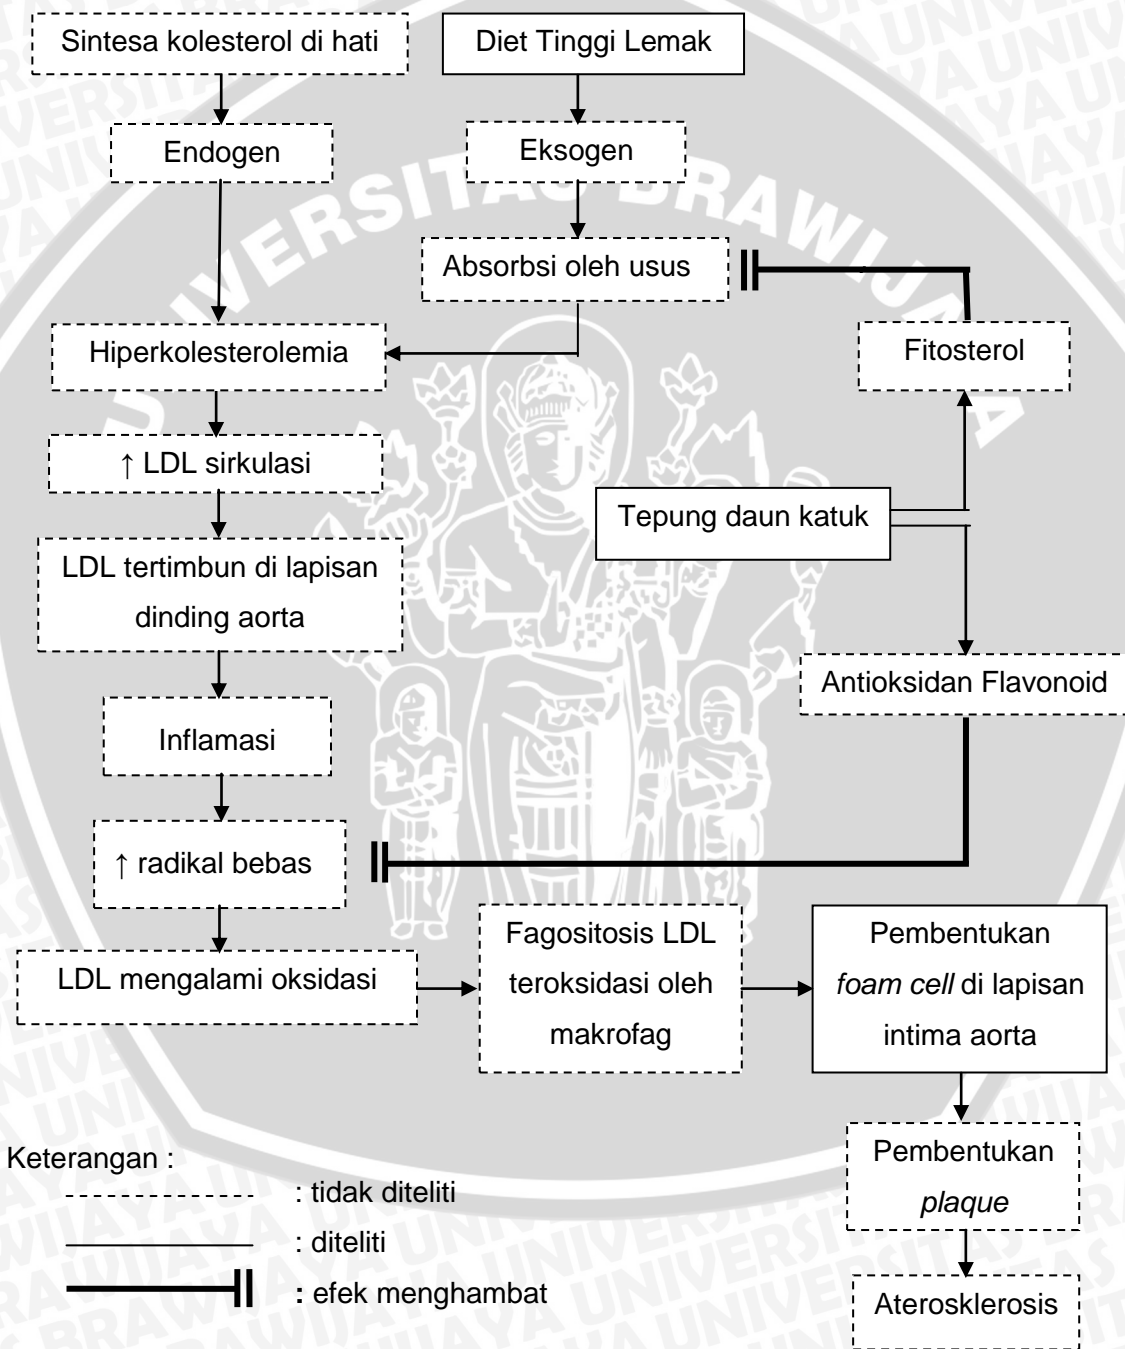 Sintesa kolesterol di hati
Diet Tinggi Lemak
Endogen
Eksogen
UNIVERSITAS BRAWIJAYA
Absorbsi oleh usus
Hiperkolesterolemia
Fitosterol
↑ LDL sirkulasi
Tepung daun katuk
LDL tertimbun di lapisan
dinding aorta
Antioksidan Flavonoid
Inflamasi
↑ radikal bebas
LDL mengalami oksidasi
Fagositosis LDL
teroksidasi oleh
makrofag
Pembentukan
foam cell di lapisan
intima aorta
Pembentukan
plaque
Aterosklerosis
Keterangan :
: tidak diteliti
: diteliti
: efek menghambat